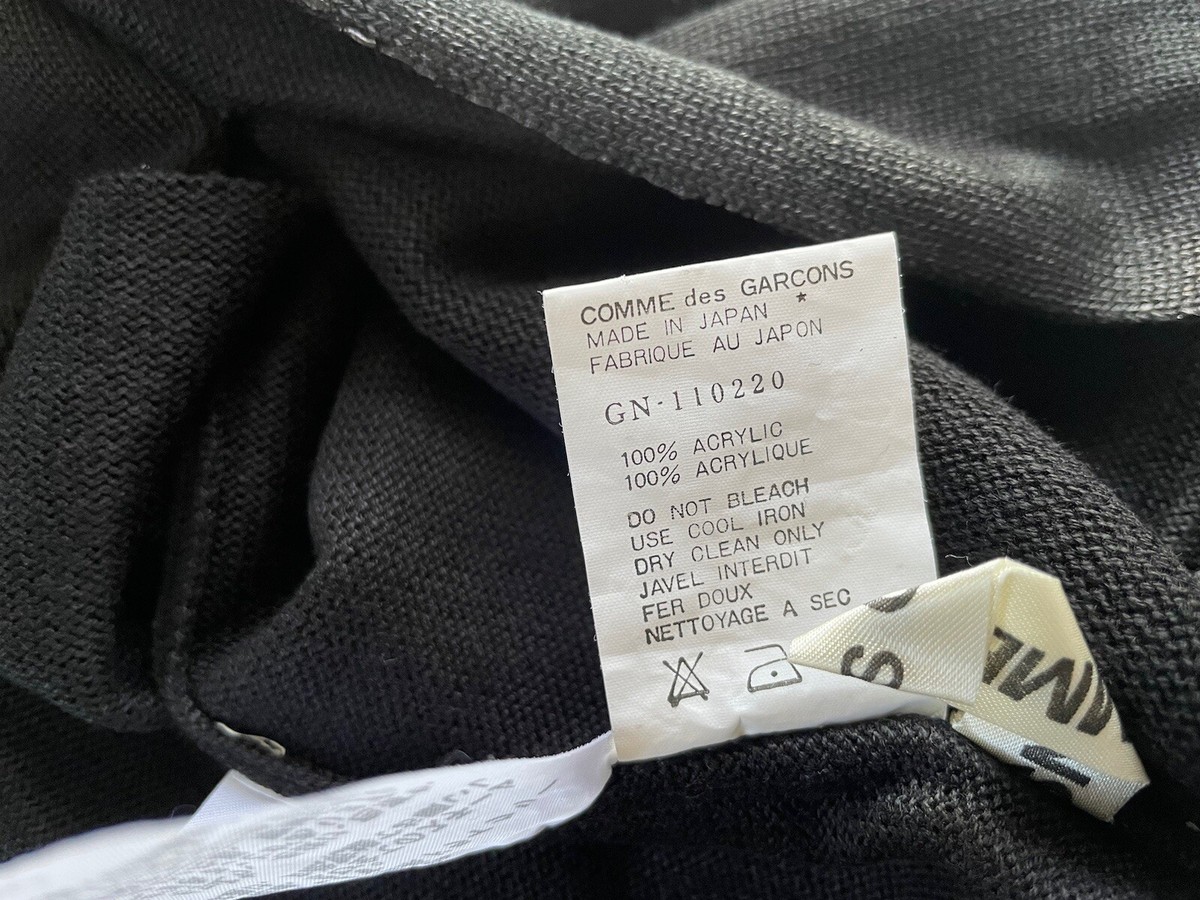 COMME des GARCONS
*
MADE IN JAPAN
FABRIQUE AU JAPON
GN-110220
100% ACRYLIC
100% ACRYLIQUE
DO NOT BLEACH
USE COOL IRON
DRY CLEAN ONLY
JAVEL INTERDIT
FER DOUX
NETTOYAGE A SEC
S